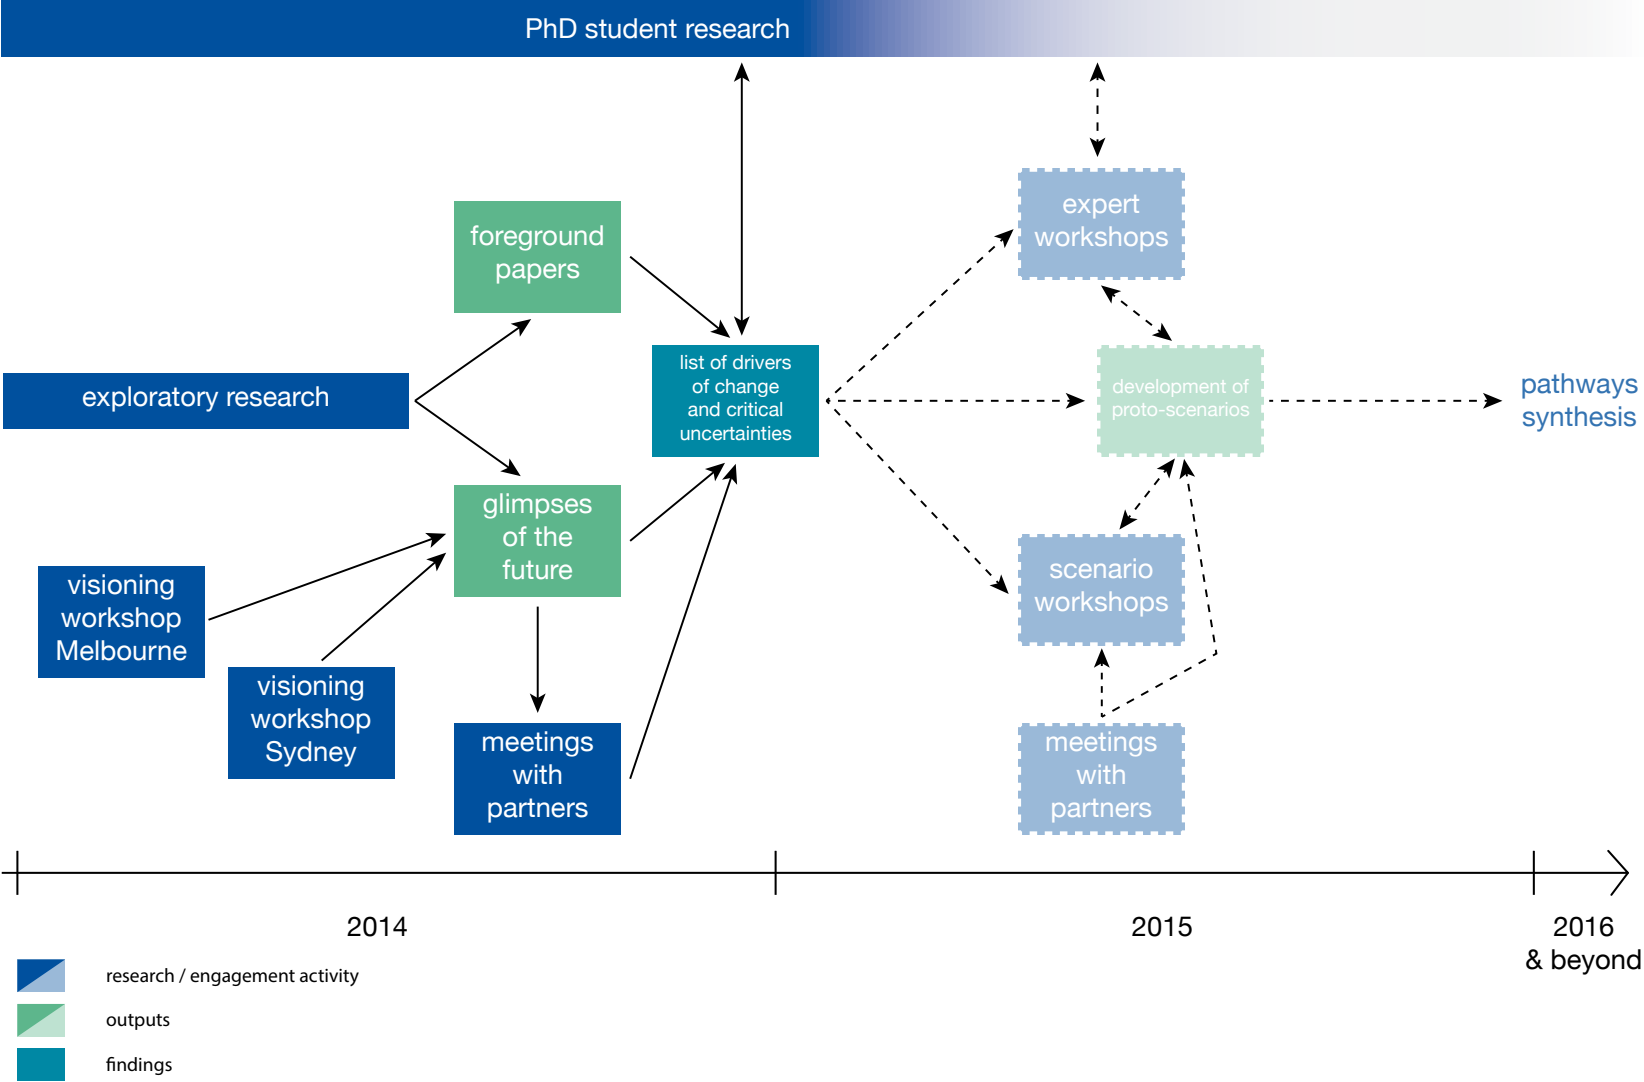 PhD student research
foreground
papers
expert
workshops
exploratory research
list of drivers
of change
and critical
uncertainties
development of
proto-scenarios
pathways
synthesis
glimpses
of the
future
visioning
workshop
Melbourne
visioning
workshop
Sydney
meetings
with
partners
scenario
workshops
meetings
with
partners
2014
2015
2016
& beyond
research / engagement activity
outputs
findings